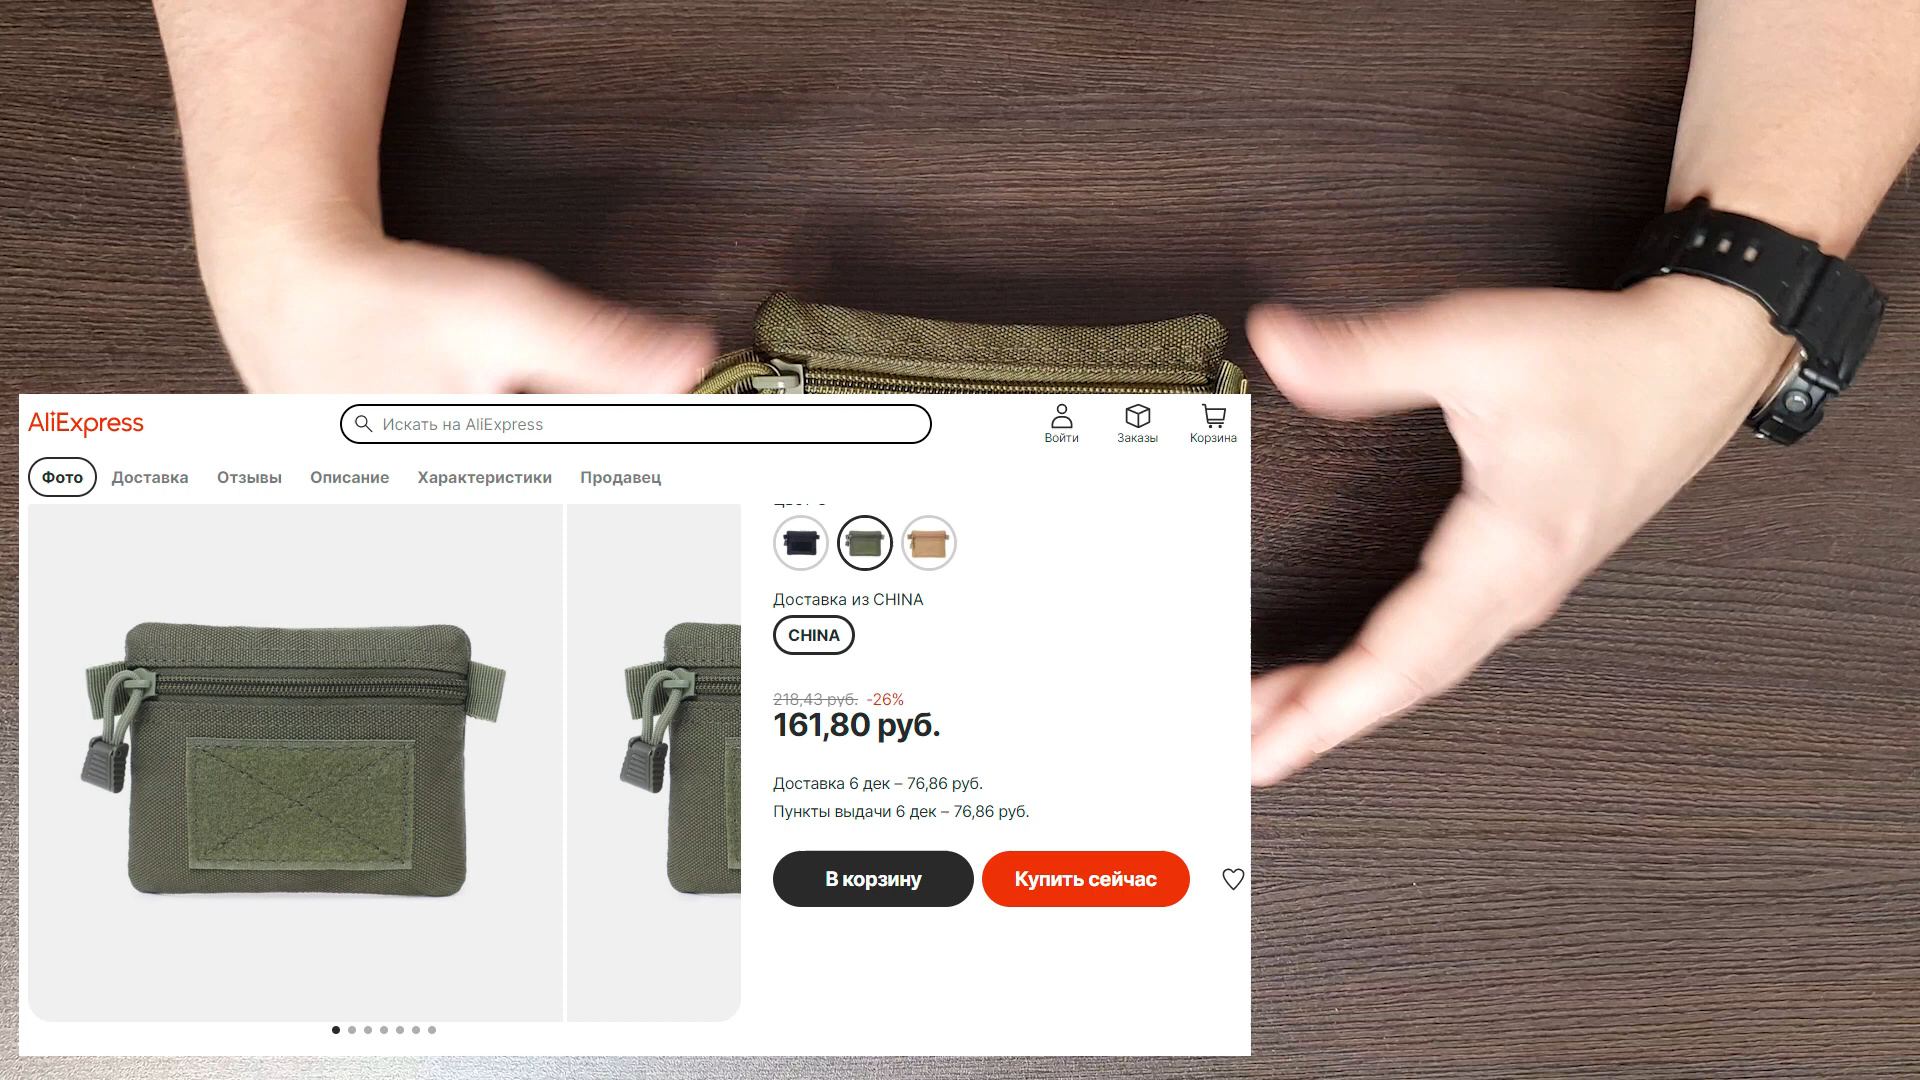 AliExpress
Искать на AliExpress
Войти
Заказы
Корзина
Фото
Доставка
Отзывы
Описание
Характеристики
Продавец
Доставка из CHINA
CHINA
218,43 руб. -26%
161,80 руб.
Доставка 6 дек – 76,86 руб.
Пункты выдачи 6 дек – 76,86 руб.
В корзину
Купить сейчас